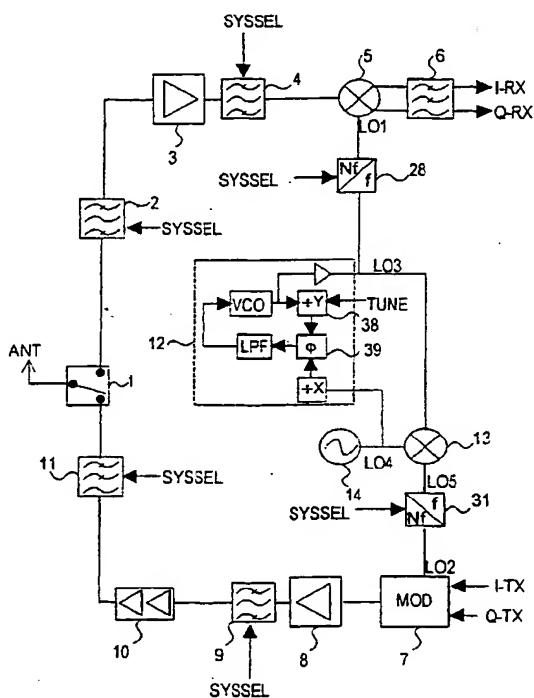 SYSSEL
5
6
4
I-RX
Q-RX
3
LO1
SYSSEL
Nf
f
28
2
SYSSEL
LO3
VCO
÷Y
TUNE
38
12
LPF
φ
39
÷X
ANT
1
13
14
LO4
LO5
11
SYSSEL
SYSSEL
f
Nf
31
LO2
I-TX
MOD
Q-TX
10
9
8
7
SYSSEL